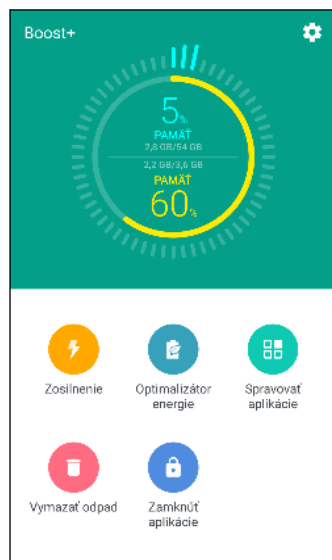 Boost+
5%
PAMÄŤ
2,8 GB/54 GB
2,2 GB/3,6 GB
PAMÄŤ
60%
Zosilnenie
Optimalizátor
energie
Spravovať
aplikácie
Vymazať odpad
Zamknúť
aplikácie